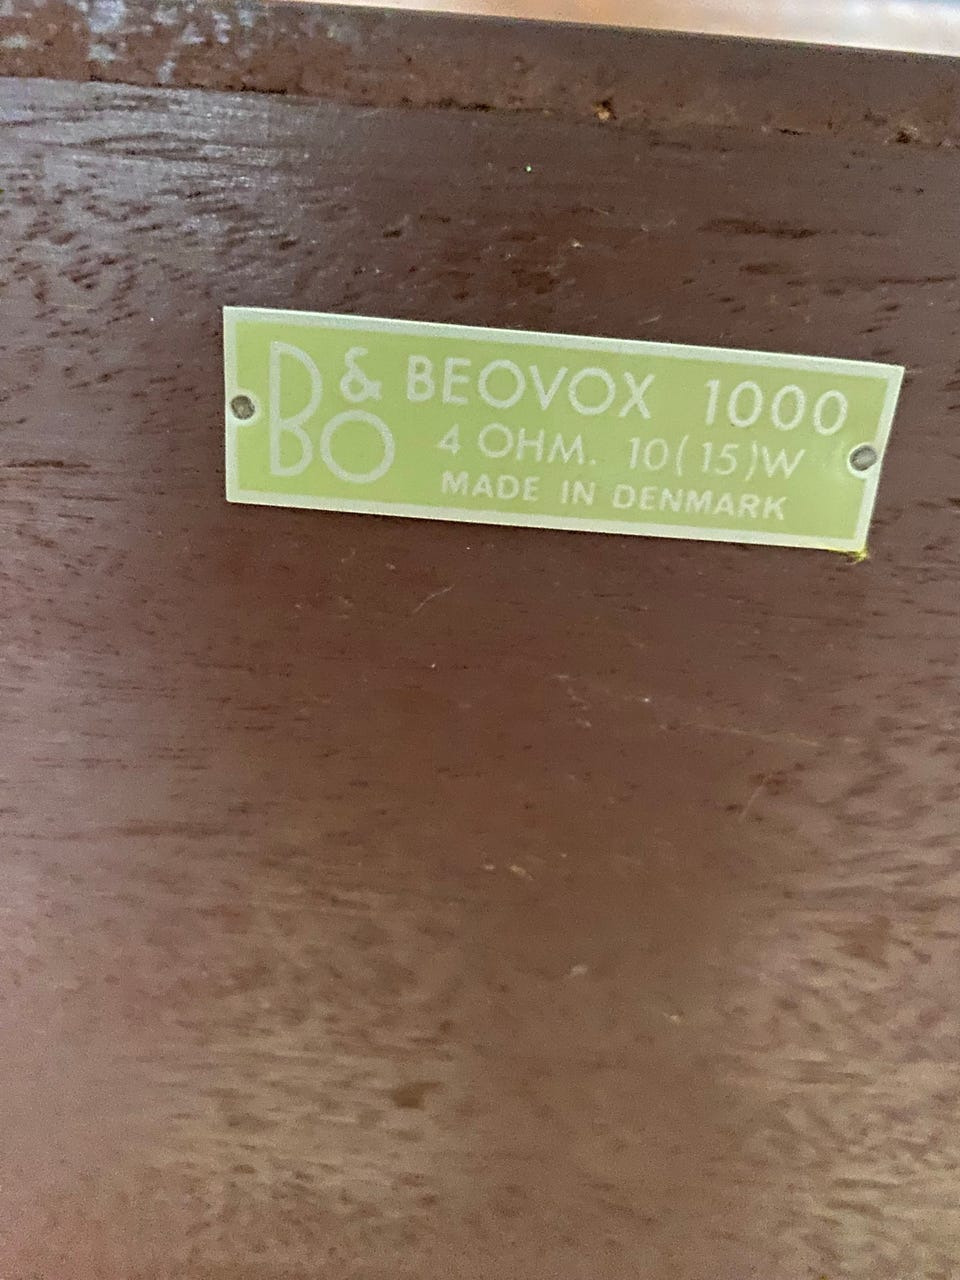 B&O BEOVOX 1000
4 OHM. 10(15)W
MADE IN DENMARK